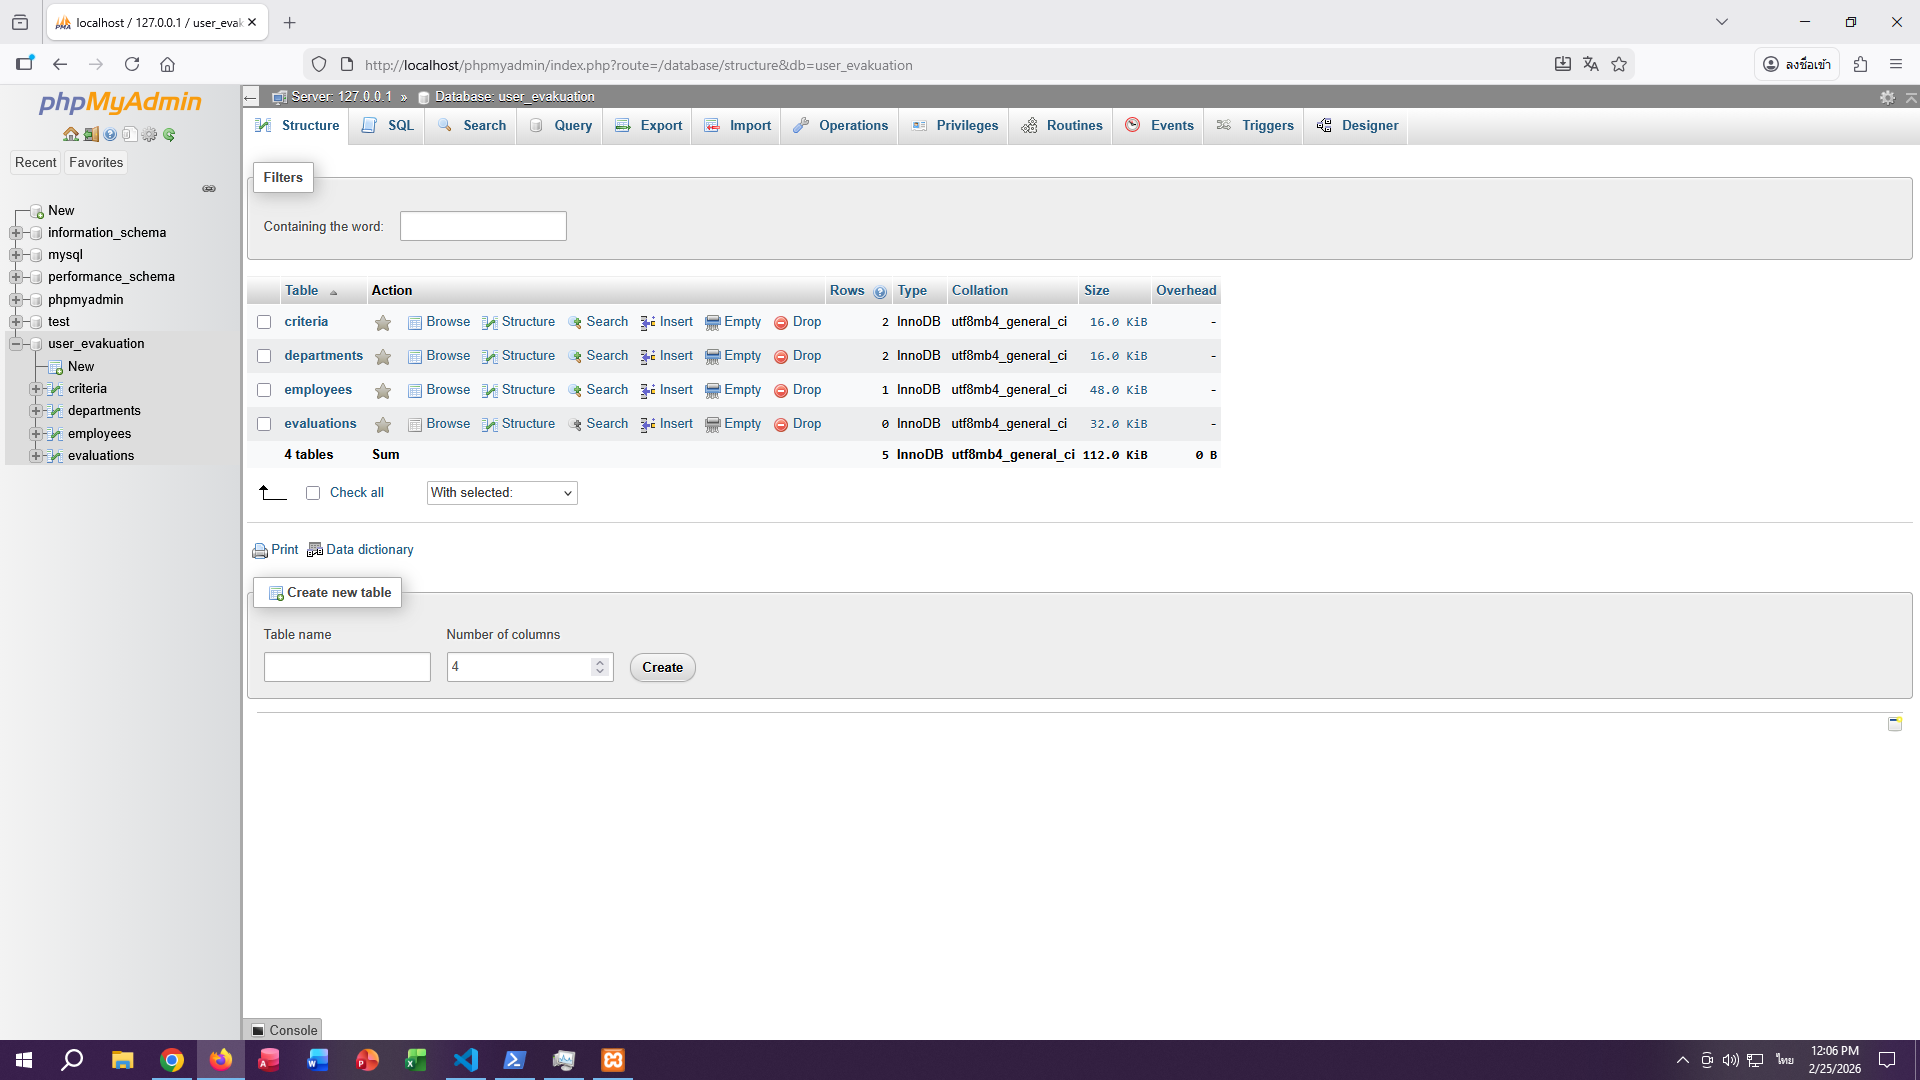 localhost / 127.0.0.1 / user_eval
http://localhost/phpmyadmin/index.php?route=/database/structure&db=user_evakuation
ลงชื่อเข้า
phpMyAdmin
Recent Favorites
New
information_schema
mysql
performance_schema
phpmyadmin
test
user_evakuation
New
criteria
departments
employees
evaluations
Server: 127.0.0.1 » Database: user_evakuation
Structure SQL Search Query Export Import Operations Privileges Routines Events Triggers Designer
Filters
Containing the word:
Table Action Rows Type Collation Size Overhead
criteria Browse Structure Search Insert Empty Drop 2 InnoDB utf8mb4_general_ci 16.0 KiB -
departments Browse Structure Search Insert Empty Drop 2 InnoDB utf8mb4_general_ci 16.0 KiB -
employees Browse Structure Search Insert Empty Drop 1 InnoDB utf8mb4_general_ci 48.0 KiB -
evaluations Browse Structure Search Insert Empty Drop 0 InnoDB utf8mb4_general_ci 32.0 KiB -
4 tables Sum 5 InnoDB utf8mb4_general_ci 112.0 KiB 0 B
Check all With selected:
Print Data dictionary
Create new table
Table name Number of columns
4 Create
Console
ไทย
12:06 PM
2/25/2026